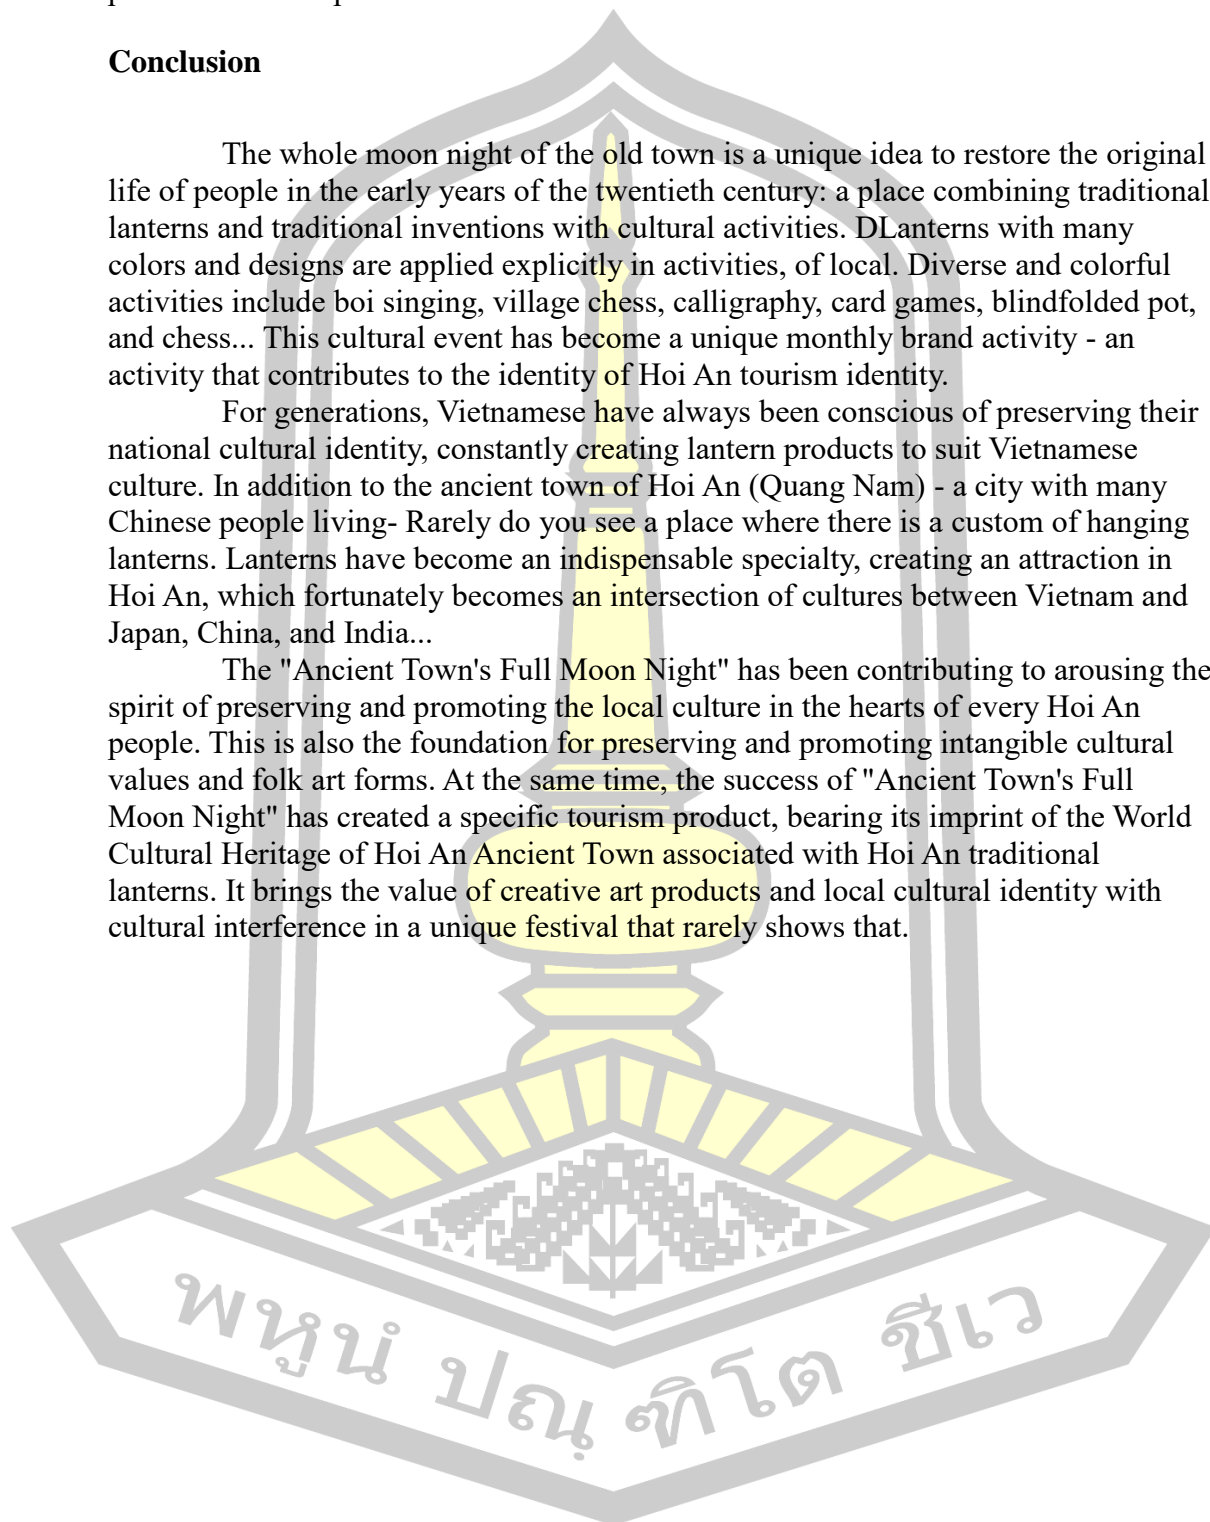 Conclusion
The whole moon night of the old town is a unique idea to restore the original
life of people in the early years of the twentieth century: a place combining traditional
lanterns and traditional inventions with cultural activities. DLanterns with many
colors and designs are applied explicitly in activities, of local. Diverse and colorful
activities include boi singing, village chess, calligraphy, card games, blindfolded pot,
and chess... This cultural event has become a unique monthly brand activity - an
activity that contributes to the identity of Hoi An tourism identity.
For generations, Vietnamese have always been conscious of preserving their
national cultural identity, constantly creating lantern products to suit Vietnamese
culture. In addition to the ancient town of Hoi An (Quang Nam) - a city with many
Chinese people living- Rarely do you see a place where there is a custom of hanging
lanterns. Lanterns have become an indispensable specialty, creating an attraction in
Hoi An, which fortunately becomes an intersection of cultures between Vietnam and
Japan, China, and India...
The "Ancient Town's Full Moon Night" has been contributing to arousing the
spirit of preserving and promoting the local culture in the hearts of every Hoi An
people. This is also the foundation for preserving and promoting intangible cultural
values and folk art forms. At the same time, the success of "Ancient Town's Full
Moon Night" has created a specific tourism product, bearing its imprint of the World
Cultural Heritage of Hoi An Ancient Town associated with Hoi An traditional
lanterns. It brings the value of creative art products and local cultural identity with
cultural interference in a unique festival that rarely shows that.
พหูนํ ปณฺฑิโต ชีเว